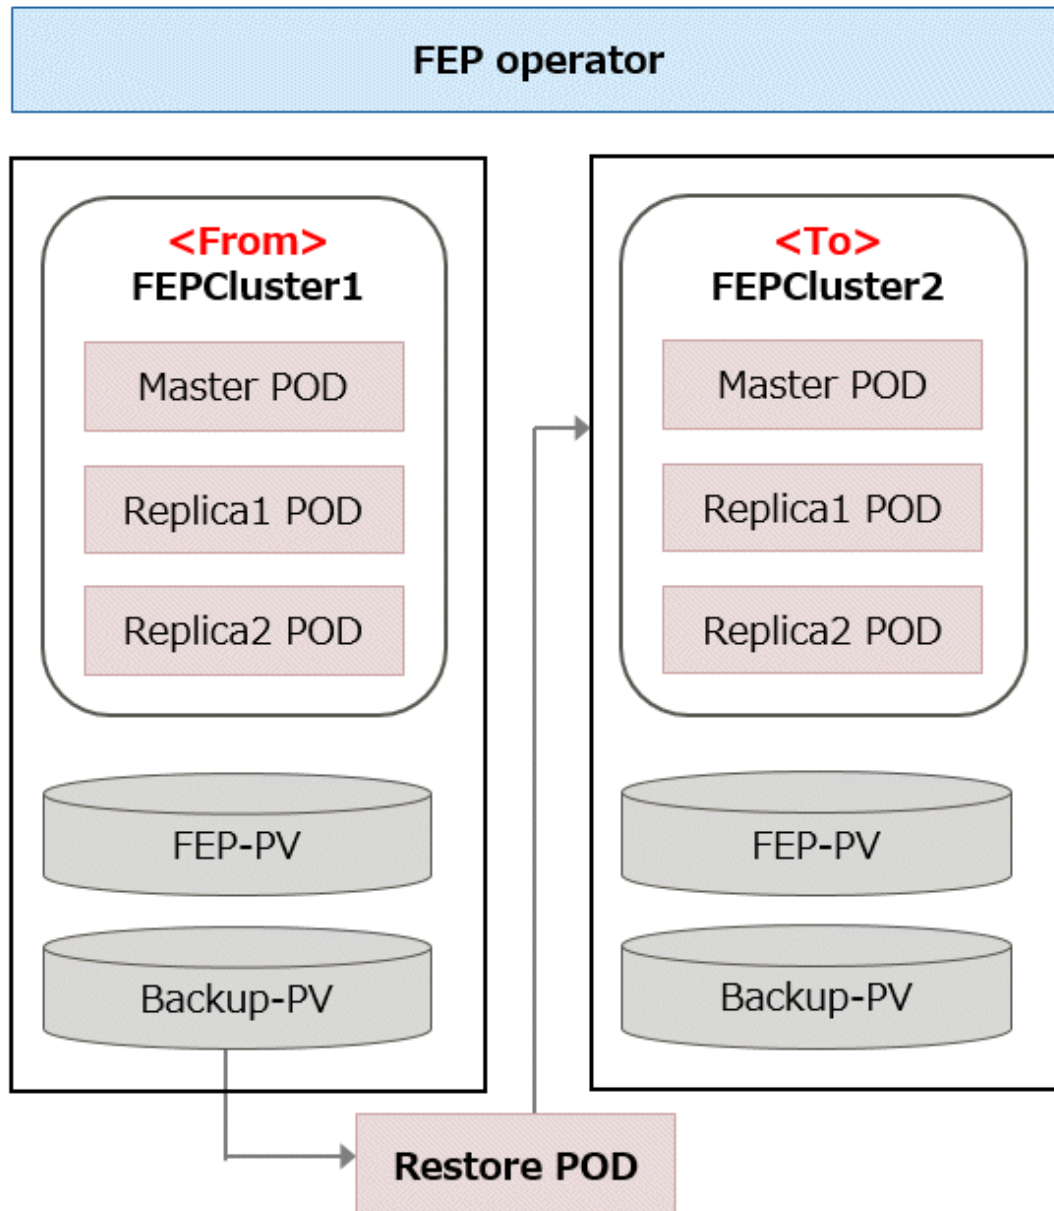 FEP operator
<From>
FEPCluster1
Master POD
Replica1 POD
Replica2 POD
FEP-PV
Backup-PV
<To>
FEPCluster2
Master POD
Replica1 POD
Replica2 POD
FEP-PV
Backup-PV
Restore POD